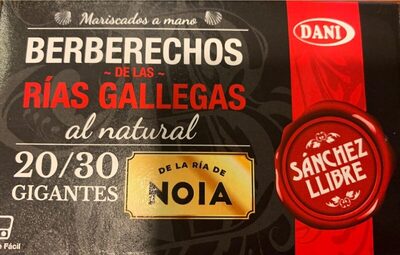 Mariscados a mano
BERBERECHOS
~ DE LAS ~
RÍAS GALLEGAS
al natural
20/30
GIGANTES
DE LA RÍA DE
NOIA
DANI
SÁNCHEZ
LLIBRE
Fácil